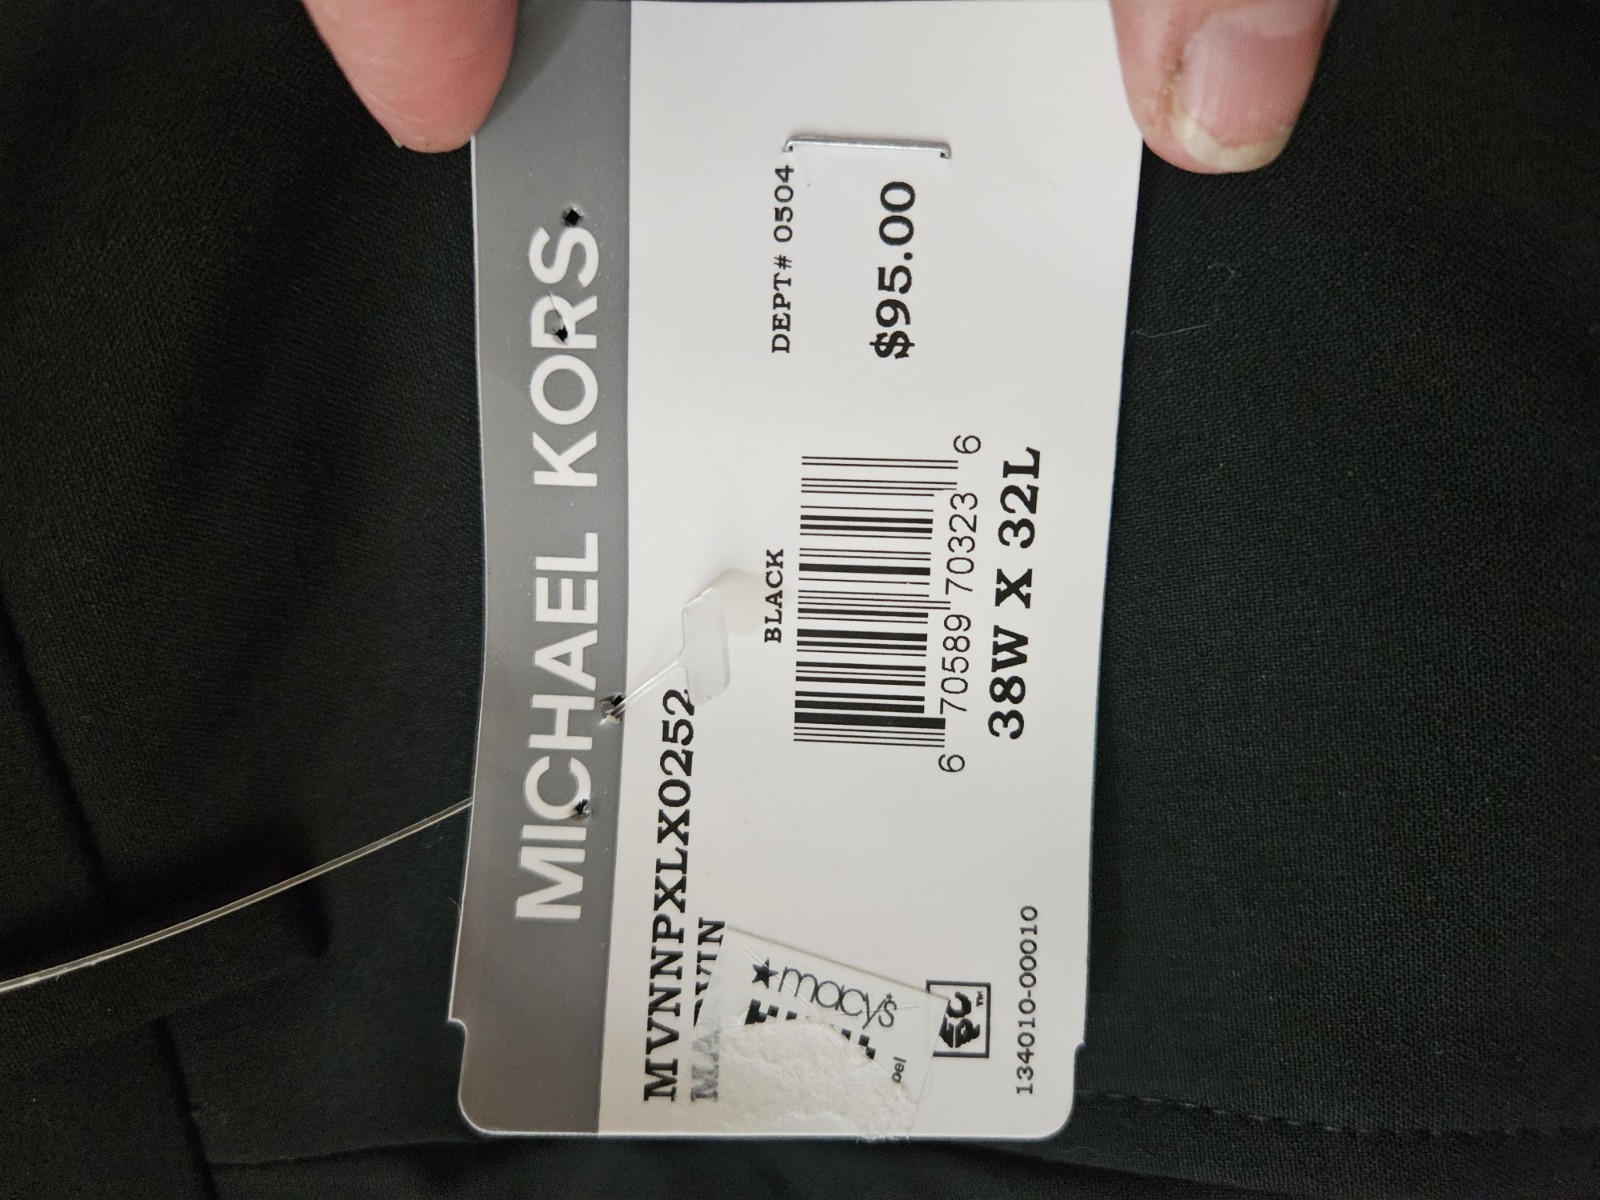 MICHAEL KORS
MVNNPXLX0252
BLACK
DEPT# 0504
$95.00
6 70589 70323 6
38W X 32L
macy's
134010-00010